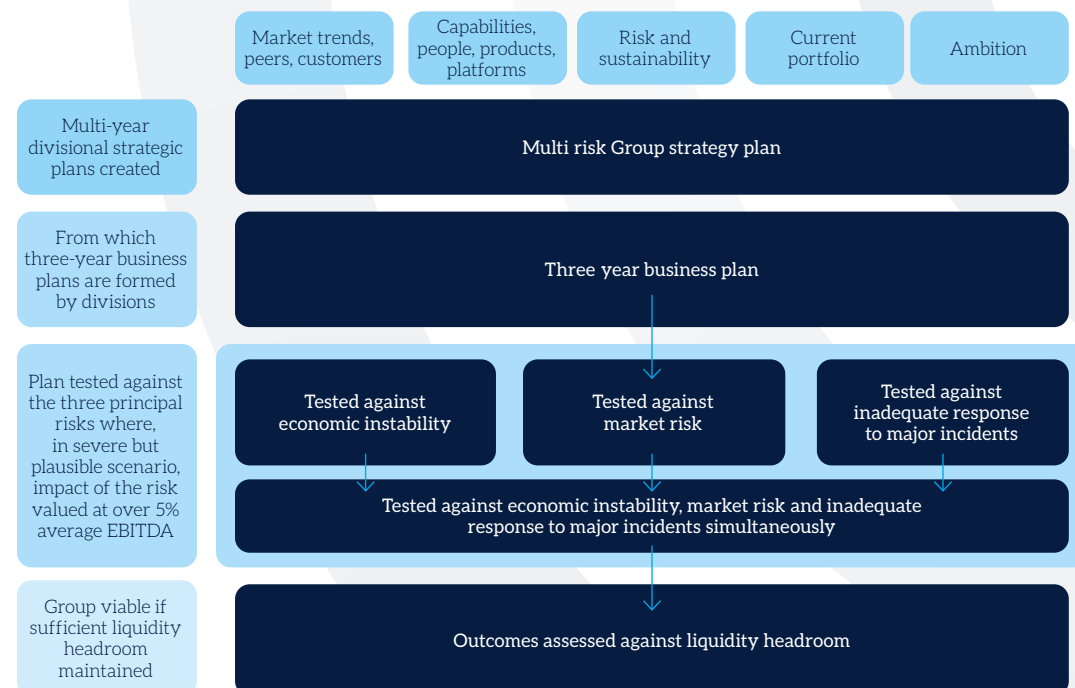 Market trends,
peers, customers
Capabilities,
people, products,
platforms
Risk and
sustainability
Current
portfolio
Ambition
Multi-year
divisional strategic
plans created
Multi risk Group strategy plan
From which
three-year business
plans are formed
by divisions
Three year business plan
Plan tested against
the three principal
risks where,
in severe but
plausible scenario,
impact of the risk
valued at over 5%
average EBITDA
Tested against
economic instability
Tested against
market risk
Tested against
inadequate response
to major incidents
Tested against economic instability, market risk and inadequate
response to major incidents simultaneously
Group viable if
sufficient liquidity
headroom
maintained
Outcomes assessed against liquidity headroom